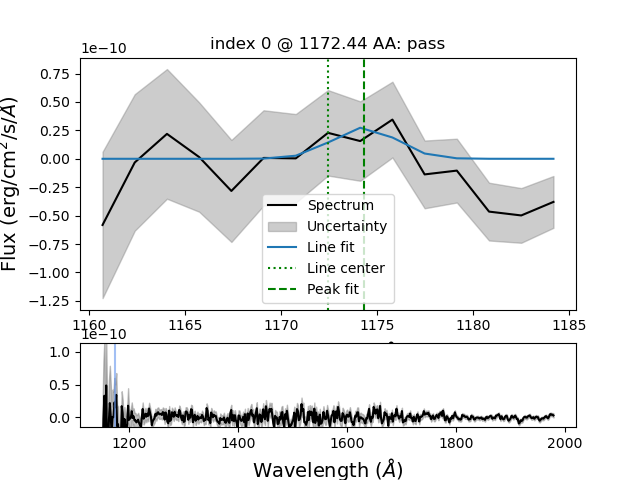 index 0 @ 1172.44 AA: pass
1e−10
0.75
0.50
0.25
0.00
−0.25
−0.50
−0.75
−1.00
−1.25
Flux (erg/cm²/s/Å)
Spectrum
Uncertainty
Line fit
Line center
Peak fit
1160 1165 1170 1175 1180 1185
1e−10
1.0
0.5
0.0
1200 1400 1600 1800 2000
Wavelength (Å)